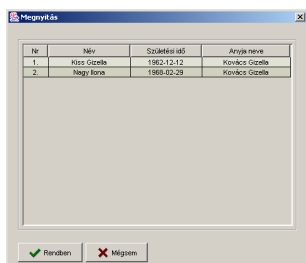 Megnyitás
Nr Név Születési idő Anyja neve
1. Kiss Gizella 1962-12-12 Kovács Gizella
2. Nagy Ilona 1968-02-29 Kovács Gizella
Rendben Mégsem